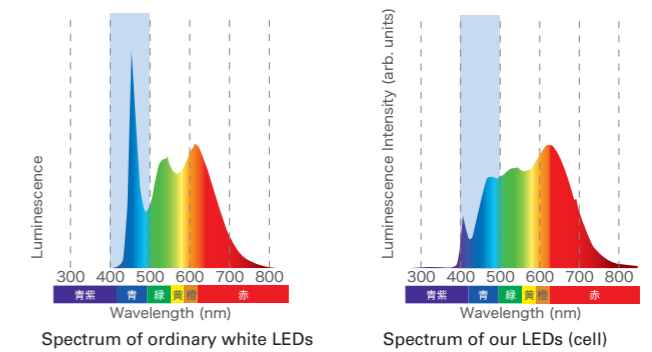 Luminescence
300 400 500 600 700 800
青紫 青 緑 黄 橙 赤
Wavelength (nm)
Spectrum of ordinary white LEDs
Luminescence Intensity (arb. units)
300 400 500 600 700 800
青紫 青 緑 黄 橙 赤
Wavelength (nm)
Spectrum of our LEDs (cell)